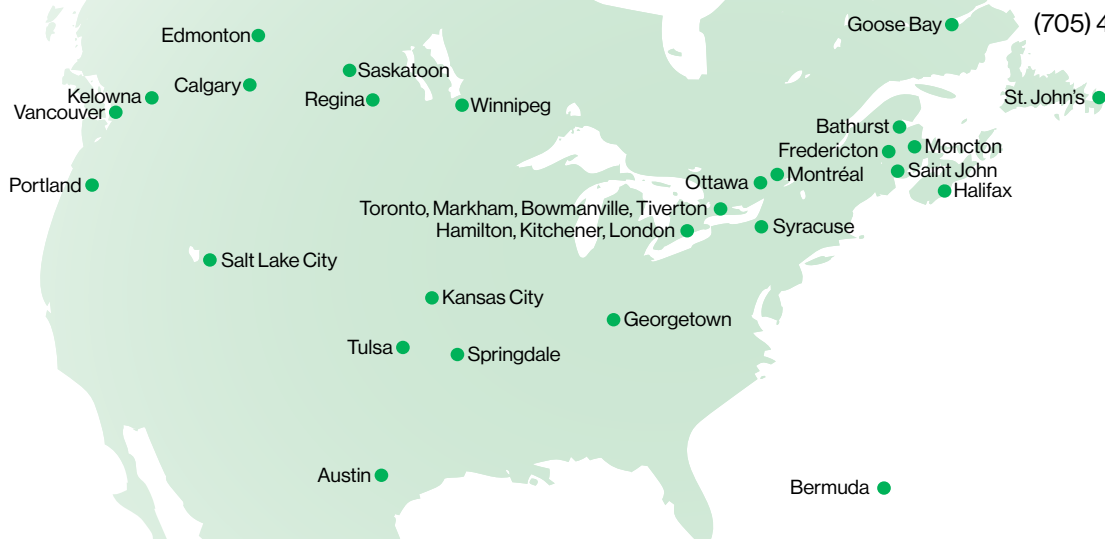 Goose Bay
(705) 4
Edmonton
Saskatoon
Calgary
Kelowna
Regina
Winnipeg
St. John's
Vancouver
Bathurst
Moncton
Fredericton
Saint John
Montréal
Ottawa
Portland
Halifax
Toronto, Markham, Bowmanville, Tiverton
Hamilton, Kitchener, London
Syracuse
Salt Lake City
Kansas City
Georgetown
Tulsa
Springdale
Austin
Bermuda